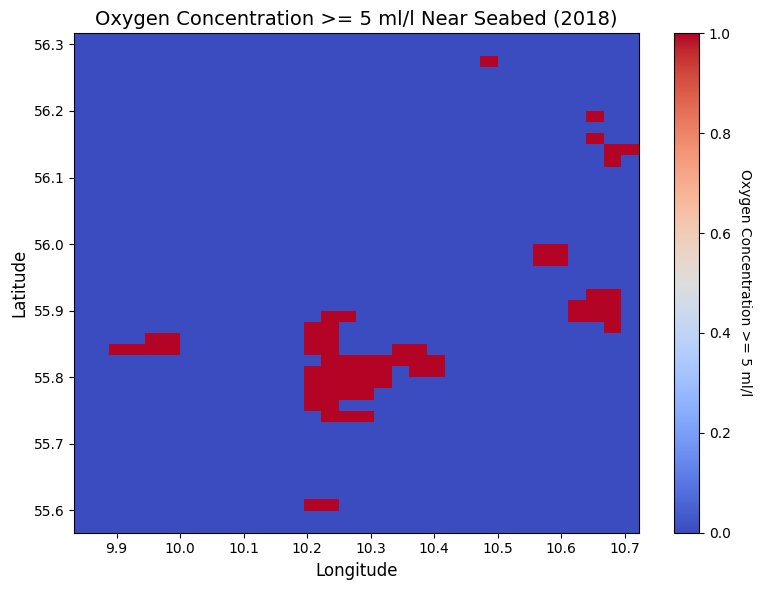 Oxygen Concentration >= 5 ml/l Near Seabed (2018)
Latitude
56.3
56.2
56.1
56.0
55.9
55.8
55.7
55.6
9.9 10.0 10.1 10.2 10.3 10.4 10.5 10.6 10.7
Longitude
1.0
0.8
0.6
0.4
0.2
0.0
Oxygen Concentration >= 5 ml/l